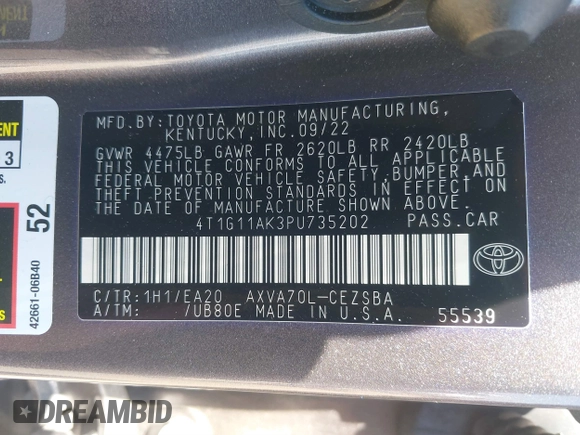 MFD.BY:TOYOTA MOTOR MANUFACTURING,
KENTUCKY,INC.09/22
GVWR 4475LB GAWR FR 2620LB RR 2420LB
THIS VEHICLE CONFORMS TO ALL APPLICABLE
FEDERAL MOTOR VEHICLE SAFETY,BUMPER,AND
THEFT PREVENTION STANDARDS IN EFFECT ON
THE DATE OF MANUFACTURE SHOWN ABOVE.
4T1G11AK3PU735202 PASS.CAR
C/TR:1H1/EA20 AXVA70L-CEZSBA
A/TM: /UB80E MADE IN U.S.A. 55539
TOYOTA
52
42661-06B40
3
DREAMBID